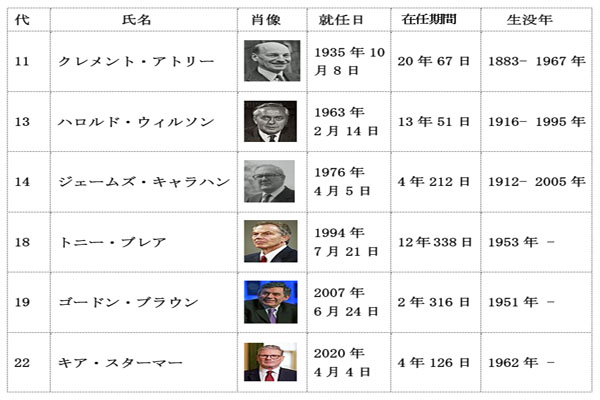 代 氏名 肖像 就任日 在任期間 生没年
11 クレメント・アトリー 1935 年 10 月 8 日 20 年 67 日 1883- 1967 年
13 ハロルド・ウィルソン 1963 年 2 月 14 日 13 年 51 日 1916- 1995 年
14 ジェームズ・キャラハン 1976 年 4 月 5 日 4 年 212 日 1912- 2005 年
18 トニー・ブレア 1994 年 7 月 21 日 12 年 338 日 1953 年 -
19 ゴードン・ブラウン 2007 年 6 月 24 日 2 年 316 日 1951 年 -
22 キア・スターマー 2020 年 4 月 4 日 4 年 126 日 1962 年 -